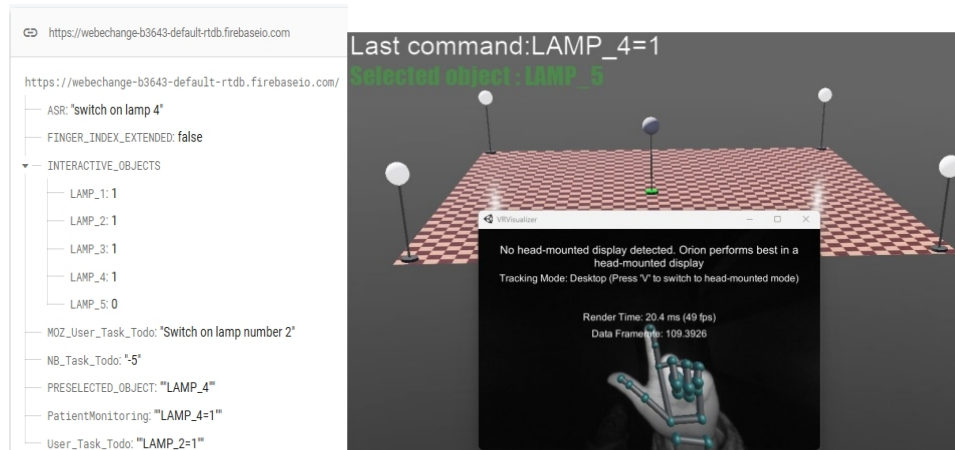 https://webechange-b3643-default-rtdb.firebaseio.com
https://webechange-b3643-default-rtdb.firebaseio.com/
ASR: "switch on lamp 4"
FINGER_INDEX_EXTENDED: false
INTERACTIVE_OBJECTS
LAMP_1: 1
LAMP_2: 1
LAMP_3: 1
LAMP_4: 1
LAMP_5: 0
MOZ_User_Task_Todo: "Switch on lamp number 2"
NB_Task_Todo: "-5"
PRESELECTED_OBJECT: ""LAMP_4""
PatientMonitoring: ""LAMP_4=1""
User_Task_Todo: ""LAMP_2=1""
Last command:LAMP_4=1
Selected object : LAMP_5
VRVisualizer
No head-mounted display detected. Orion performs best in a
head-mounted display
Tracking Mode: Desktop (Press 'V' to switch to head-mounted mode)
Render Time: 20.4 ms (49 fps)
Data Framerate: 109.3926